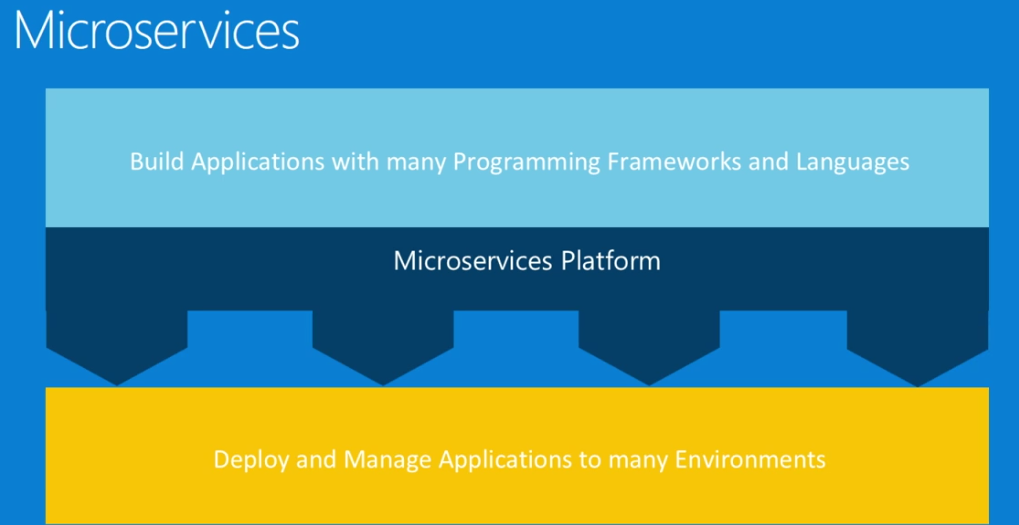 Microservices
Build Applications with many Programming Frameworks and Languages
Microservices Platform
Deploy and Manage Applications to many Environments